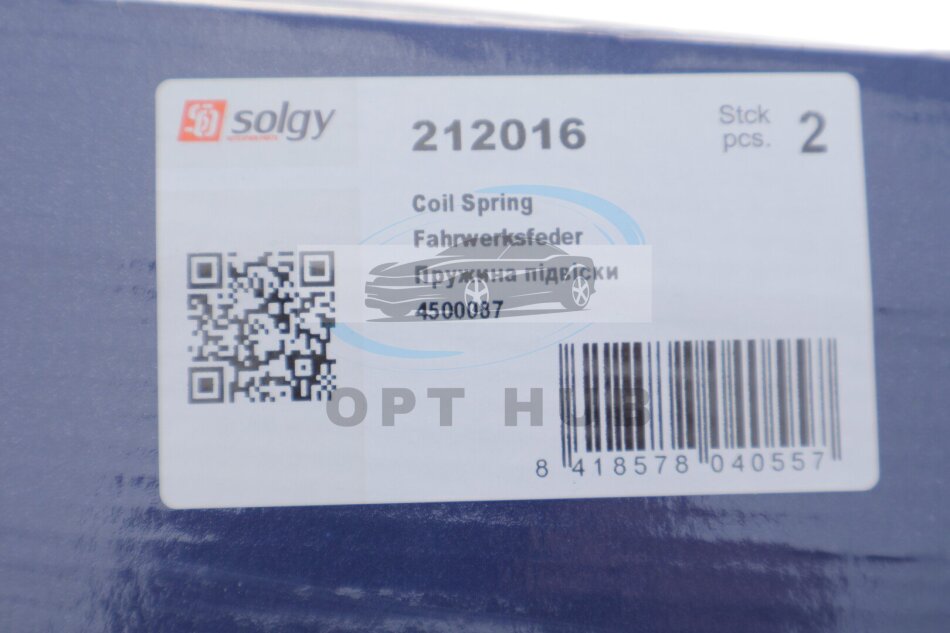 solgy
212016
Stck
pcs.
2
Coil Spring
Fahrwerksfeder
Пружина підвіски
4500087
OPT HUB
8 418578 040557